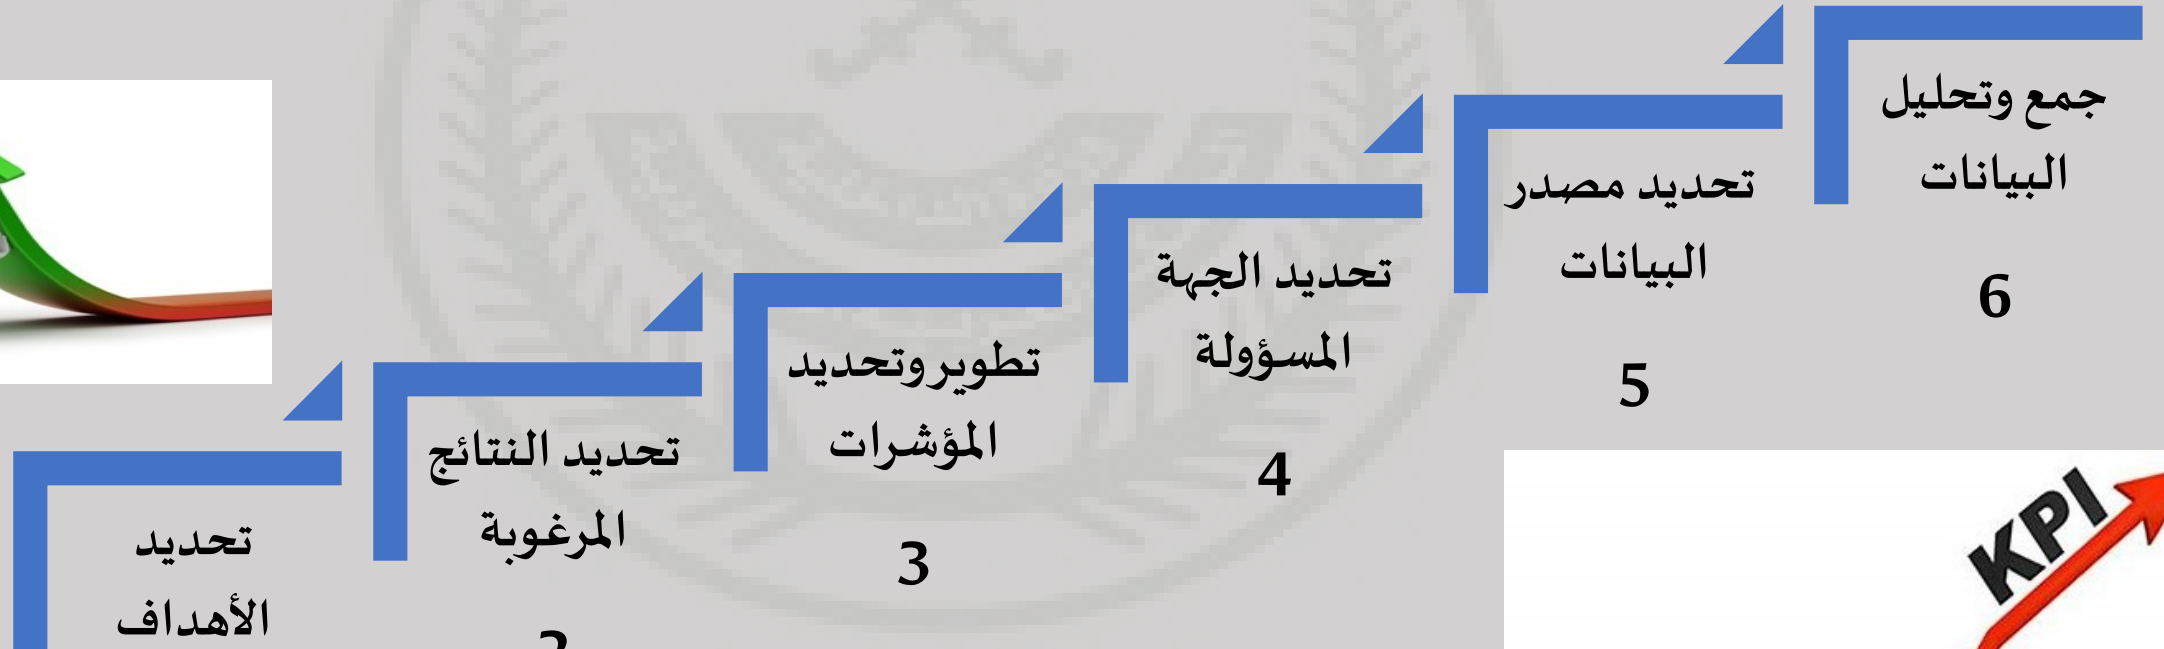 تحديد
الأهداف
تحديد النتائج
المرغوبة
2
تطوير وتحديد
المؤشرات
3
تحديد الجهة
المسؤولة
4
تحديد مصدر
البيانات
5
جمع وتحليل
البيانات
6
KPI